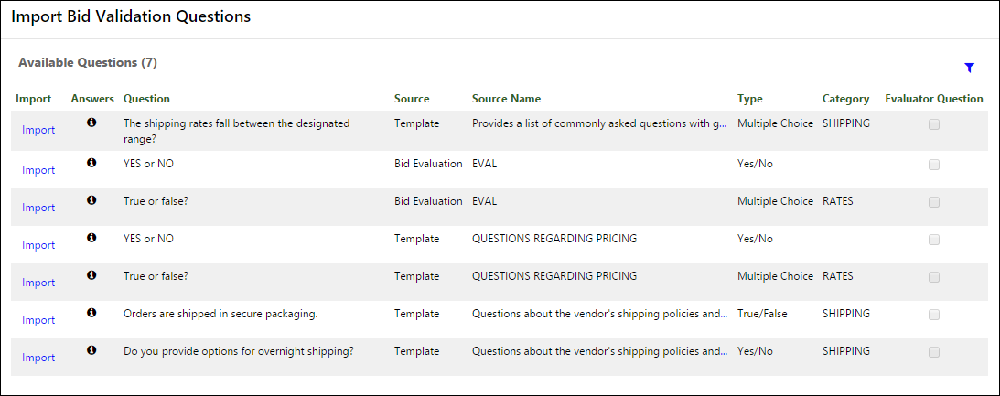 Import Bid Validation Questions
Available Questions (7)
Import Answers Question Source Source Name Type Category Evaluator Question
Import The shipping rates fall between the designated range? Template Provides a list of commonly asked questions with g... Multiple Choice SHIPPING
Import YES or NO Bid Evaluation EVAL Yes/No
Import True or false? Bid Evaluation EVAL Multiple Choice RATES
Import YES or NO Template QUESTIONS REGARDING PRICING Yes/No
Import True or false? Template QUESTIONS REGARDING PRICING Multiple Choice RATES
Import Orders are shipped in secure packaging. Template Questions about the vendor's shipping policies and... True/False SHIPPING
Import Do you provide options for overnight shipping? Template Questions about the vendor's shipping policies and... Yes/No SHIPPING